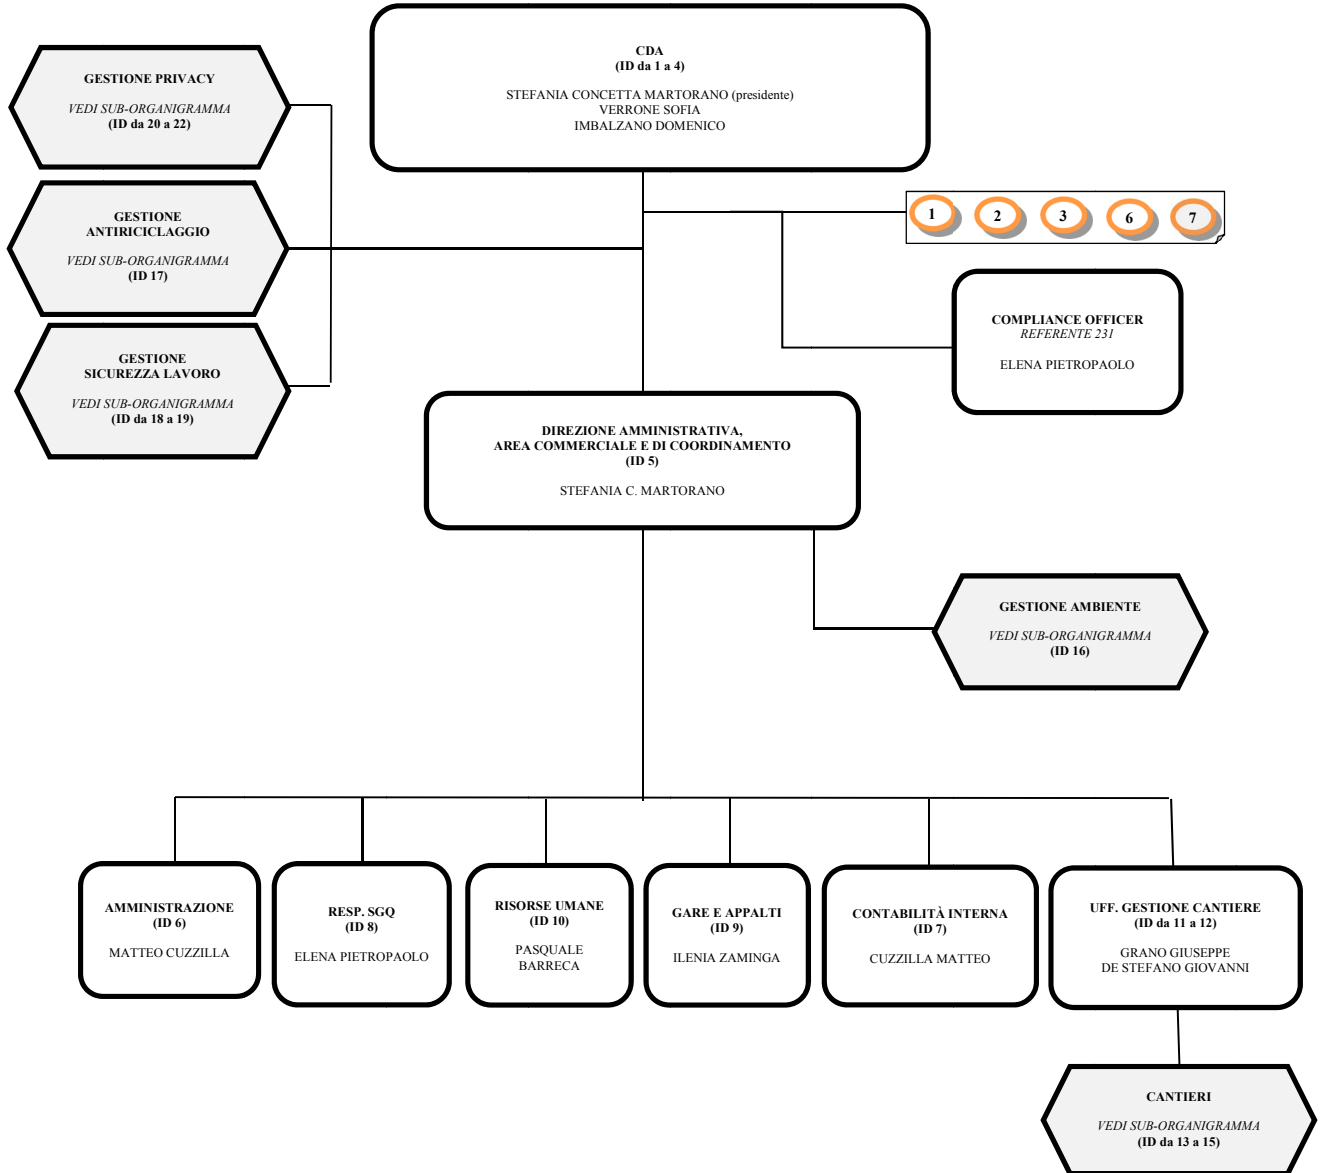 CDA
(ID da 1 a 4)
STEFANIA CONCETTA MARTORANO (presidente)
VERRONE SOFIA
IMBALZANO DOMENICO
GESTIONE PRIVACY
VEDI SUB-ORGANIGRAMMA
(ID da 20 a 22)
GESTIONE
ANTIRICICLAGGIO
VEDI SUB-ORGANIGRAMMA
(ID 17)
GESTIONE
SICUREZZA LAVORO
VEDI SUB-ORGANIGRAMMA
(ID da 18 a 19)
1 2 3 6 7
COMPLIANCE OFFICER
REFERENTE 231
ELENA PIETROPAOLO
DIREZIONE AMMINISTRATIVA,
AREA COMMERCIALE E DI COORDINAMENTO
(ID 5)
STEFANIA C. MARTORANO
GESTIONE AMBIENTE
VEDI SUB-ORGANIGRAMMA
(ID 16)
AMMINISTRAZIONE
(ID 6)
MATTEO CUZZILLA
RESP. SGQ
(ID 8)
ELENA PIETROPAOLO
RISORSE UMANE
(ID 10)
PASQUALE
BARRECA
GARE E APPALTI
(ID 9)
ILENIA ZAMINGA
CONTABILITÀ INTERNA
(ID 7)
CUZZILLA MATTEO
UFF. GESTIONE CANTIERE
(ID da 11 a 12)
GRANO GIUSEPPE
DE STEFANO GIOVANNI
CANTIERI
VEDI SUB-ORGANIGRAMMA
(ID da 13 a 15)